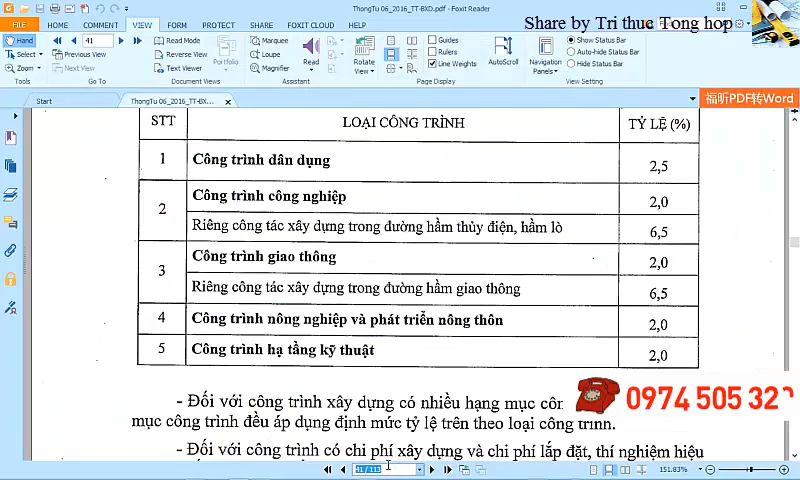 ThongTu 06_2016_TT-BXD.pdf - Foxit Reader
Share by Tri thuc Tong hop
FILE HOME COMMENT VIEW FORM PROTECT SHARE FOXIT CLOUD HELP
Hand
Select
Zoom
41
Previous View
Next View
Go To
Read Mode
Reverse View
Text Viewer
Portfolio
Document Views
Marquee
Loupe
Magnifier
Read
Assistant
Rotate View
Guides
Rulers
Line Weights
Page Display
AutoScroll
Navigation Panels
Show Status Bar
Auto-hide Status Bar
Hide Status Bar
View Setting
Start
ThongTu 06_2016_TT-BX...
福昕PDF转Word
STT LOẠI CÔNG TRÌNH TỶ LỆ (%)
1 Công trình dân dụng 2,5
2 Công trình công nghiệp 2,0
Riêng công tác xây dựng trong đường hầm thủy điện, hầm lò 6,5
3 Công trình giao thông 2,0
Riêng công tác xây dựng trong đường hầm giao thông 6,5
4 Công trình nông nghiệp và phát triển nông thôn 2,0
5 Công trình hạ tầng kỹ thuật 2,0
- Đối với công trình xây dựng có nhiều hạng mục côn
mục công trình đều áp dụng định mức tỷ lệ trên theo loại công trình.
0974 505 32
- Đối với công trình có chi phí xây dựng và chi phí lắp đặt, thí nghiệm hiệu
41 / 113
151.83%